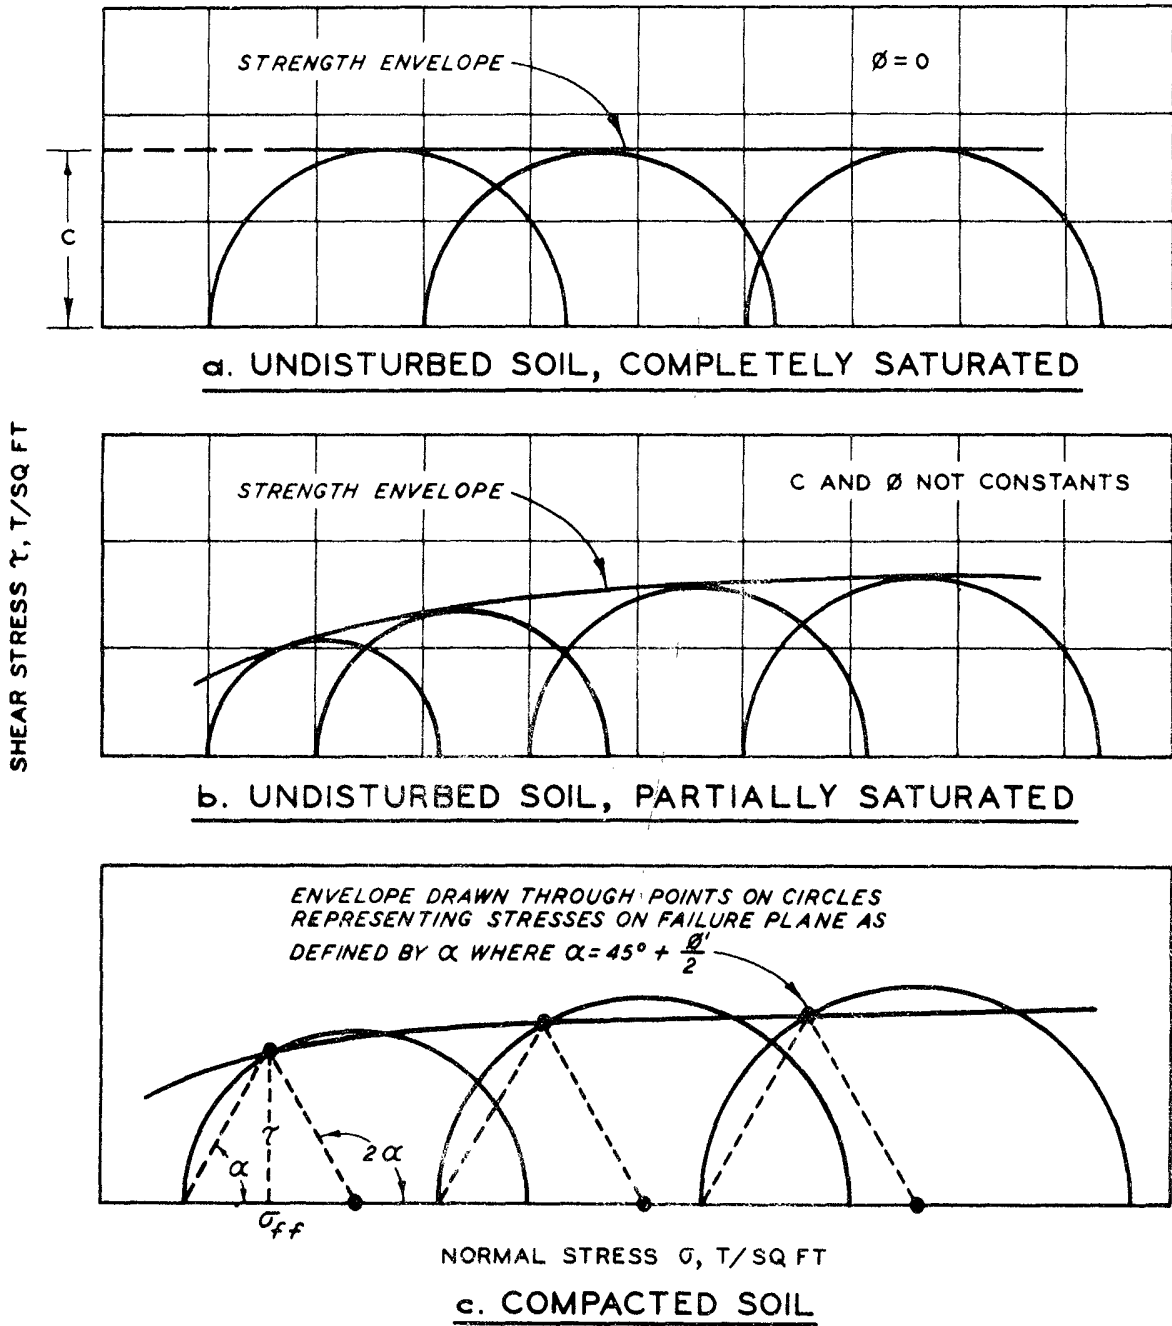 STRENGTH ENVELOPE
Ø = 0
C
a. UNDISTURBED SOIL, COMPLETELY SATURATED
SHEAR STRESS τ, T/SQ FT
STRENGTH ENVELOPE
C AND Ø NOT CONSTANTS
b. UNDISTURBED SOIL, PARTIALLY SATURATED
ENVELOPE DRAWN THROUGH POINTS ON CIRCLES
REPRESENTING STRESSES ON FAILURE PLANE AS
DEFINED BY α WHERE α = 45° + Ø'/2
α
τ
2α
σff
NORMAL STRESS σ, T/SQ FT
c. COMPACTED SOIL